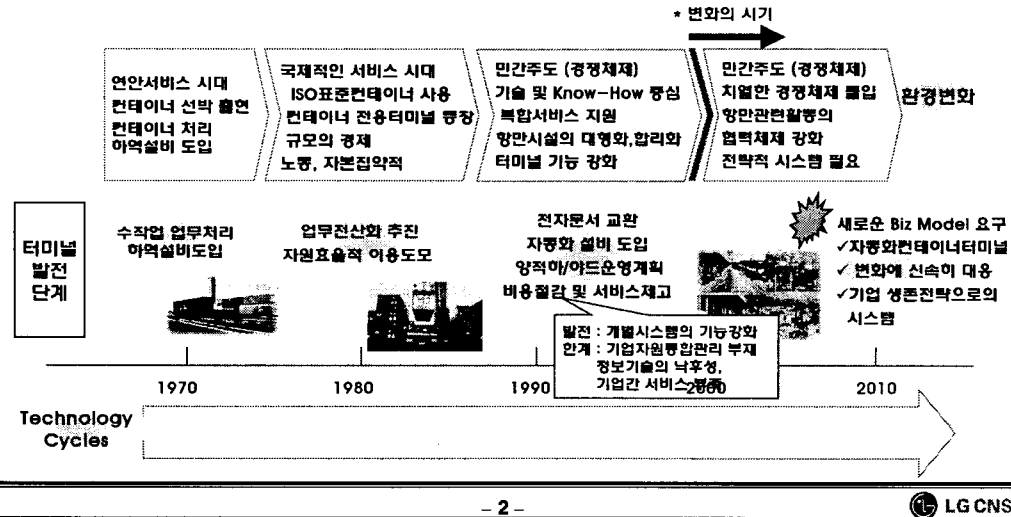 * 변화의 시기
연안서비스 시대
컨테이너 선박 출현
컨테이너 처리
하역설비 도입
국제적인 서비스 시대
ISO표준컨테이너 사용
컨테이너 전용터미널 등장
규모의 경제
노동, 자본집약적
민간주도 (경쟁체제)
기술 및 Know-How 중심
복합서비스 지원
항만시설의 대형화,합리화
터미널 기능 강화
민간주도 (경쟁체제)
치열한 경쟁체제 돌입
항만관련활동의
협력체제 강화
전략적 시스템 필요
환경변화
터미널
발전
단계
수작업 업무처리
하역설비도입
업무전산화 추진
자원효율적 이용도모
전자문서 교환
자동화 설비 도입
양적하/야드운영계획
비용절감 및 서비스제고
새로운 Biz Model 요구
✓자동화컨테이너터미널
✓ 변화에 신속히 대응
✓기업 생존전략으로의
시스템
발전 : 개별시스템의 기능강화
한계 : 기업자원통합관리 부재
정보기술의 낙후성,
기업간 서비스
1970
1980
1990
2000
2010
Technology
Cycles
– 2 –
LG CNS